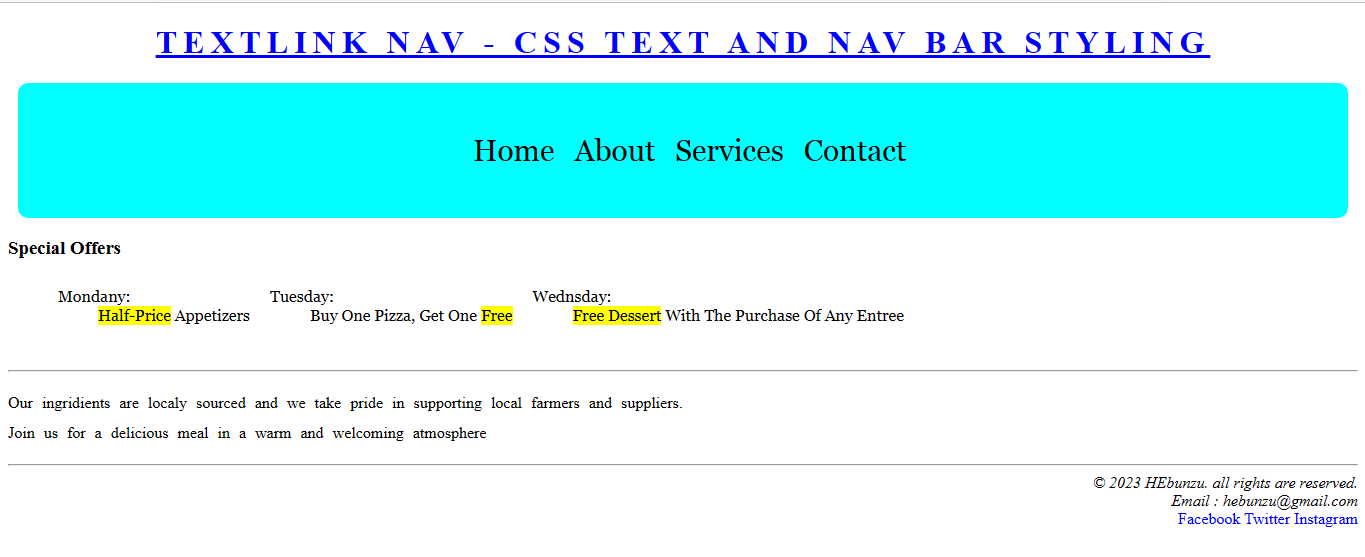 TEXTLINK NAV - CSS TEXT AND NAV BAR STYLING
Home About Services Contact
Special Offers
Mondany: Tuesday: Wednsday:
Half-Price Appetizers Buy One Pizza, Get One Free Free Dessert With The Purchase Of Any Entree
Our ingridients are localy sourced and we take pride in supporting local farmers and suppliers.
Join us for a delicious meal in a warm and welcoming atmosphere
© 2023 HEbunzu. all rights are reserved.
Email : hebunzu@gmail.com
Facebook Twitter Instagram